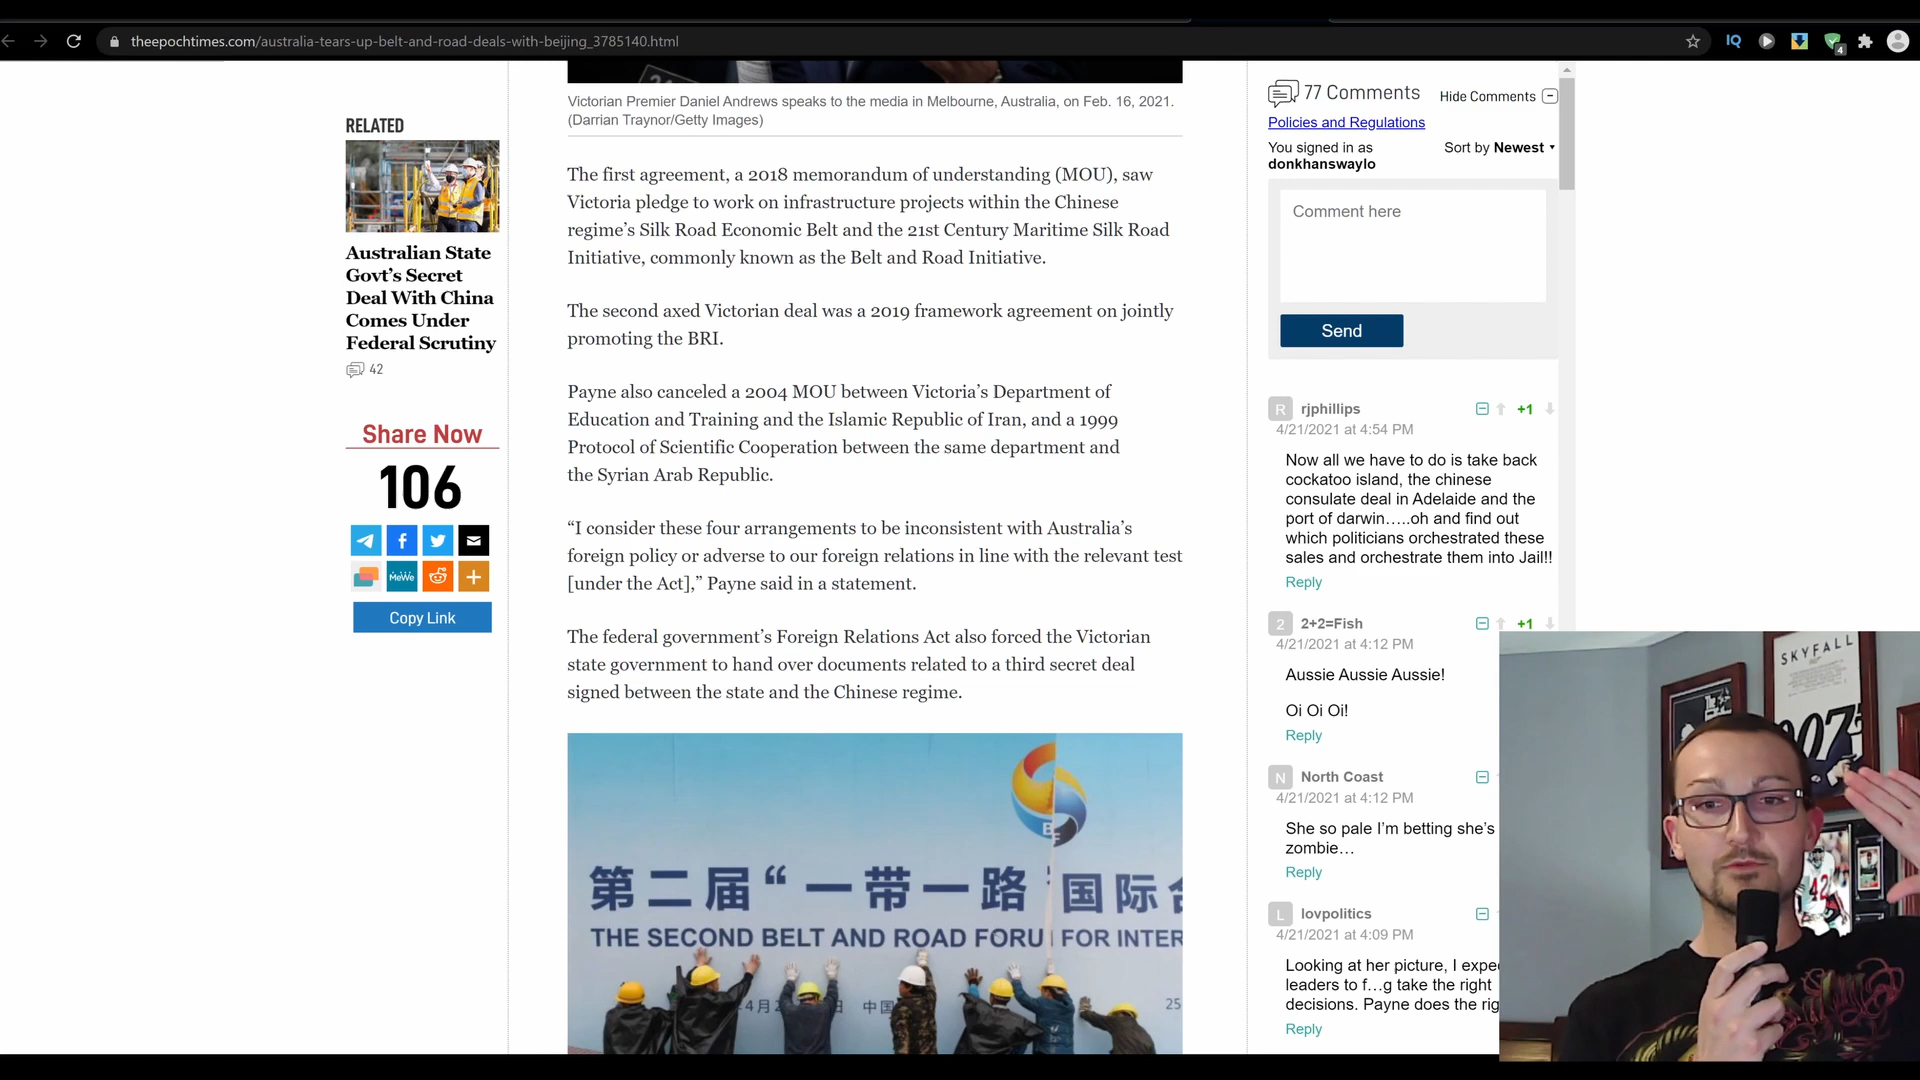 theepochtimes.com/australia-tears-up-belt-and-road-deals-with-beijing_3785140.html
IQ
4
RELATED
Australian State
Govt's Secret
Deal With China
Comes Under
Federal Scrutiny
42
Share Now
106
MeWe
Copy Link
Victorian Premier Daniel Andrews speaks to the media in Melbourne, Australia, on Feb. 16, 2021.
(Darrian Traynor/Getty Images)
The first agreement, a 2018 memorandum of understanding (MOU), saw
Victoria pledge to work on infrastructure projects within the Chinese
regime's Silk Road Economic Belt and the 21st Century Maritime Silk Road
Initiative, commonly known as the Belt and Road Initiative.
The second axed Victorian deal was a 2019 framework agreement on jointly
promoting the BRI.
Payne also canceled a 2004 MOU between Victoria's Department of
Education and Training and the Islamic Republic of Iran, and a 1999
Protocol of Scientific Cooperation between the same department and
the Syrian Arab Republic.
“I consider these four arrangements to be inconsistent with Australia's
foreign policy or adverse to our foreign relations in line with the relevant test
[under the Act],” Payne said in a statement.
The federal government's Foreign Relations Act also forced the Victorian
state government to hand over documents related to a third secret deal
signed between the state and the Chinese regime.
第二届“一带一路 国际
THE SECOND BELT AND ROAD FORU FOR INTER
4月2 中国
25
77 Comments
Hide Comments
Policies and Regulations
You signed in as
donkhanswaylo
Sort by Newest
Comment here
Send
R rjphillips +1
4/21/2021 at 4:54 PM
Now all we have to do is take back
cockatoo island, the chinese
consulate deal in Adelaide and the
port of darwin…..oh and find out
which politicians orchestrated these
sales and orchestrate them into Jail!!
Reply
2 2+2=Fish +1
4/21/2021 at 4:12 PM
Aussie Aussie Aussie!
Oi Oi Oi!
Reply
N North Coast
4/21/2021 at 4:12 PM
She so pale I'm betting she's
zombie…
Reply
L lovpolitics
4/21/2021 at 4:09 PM
Looking at her picture, I expe
leaders to f…g take the right
decisions. Payne does the rig
Reply
SKYFALL
007
42